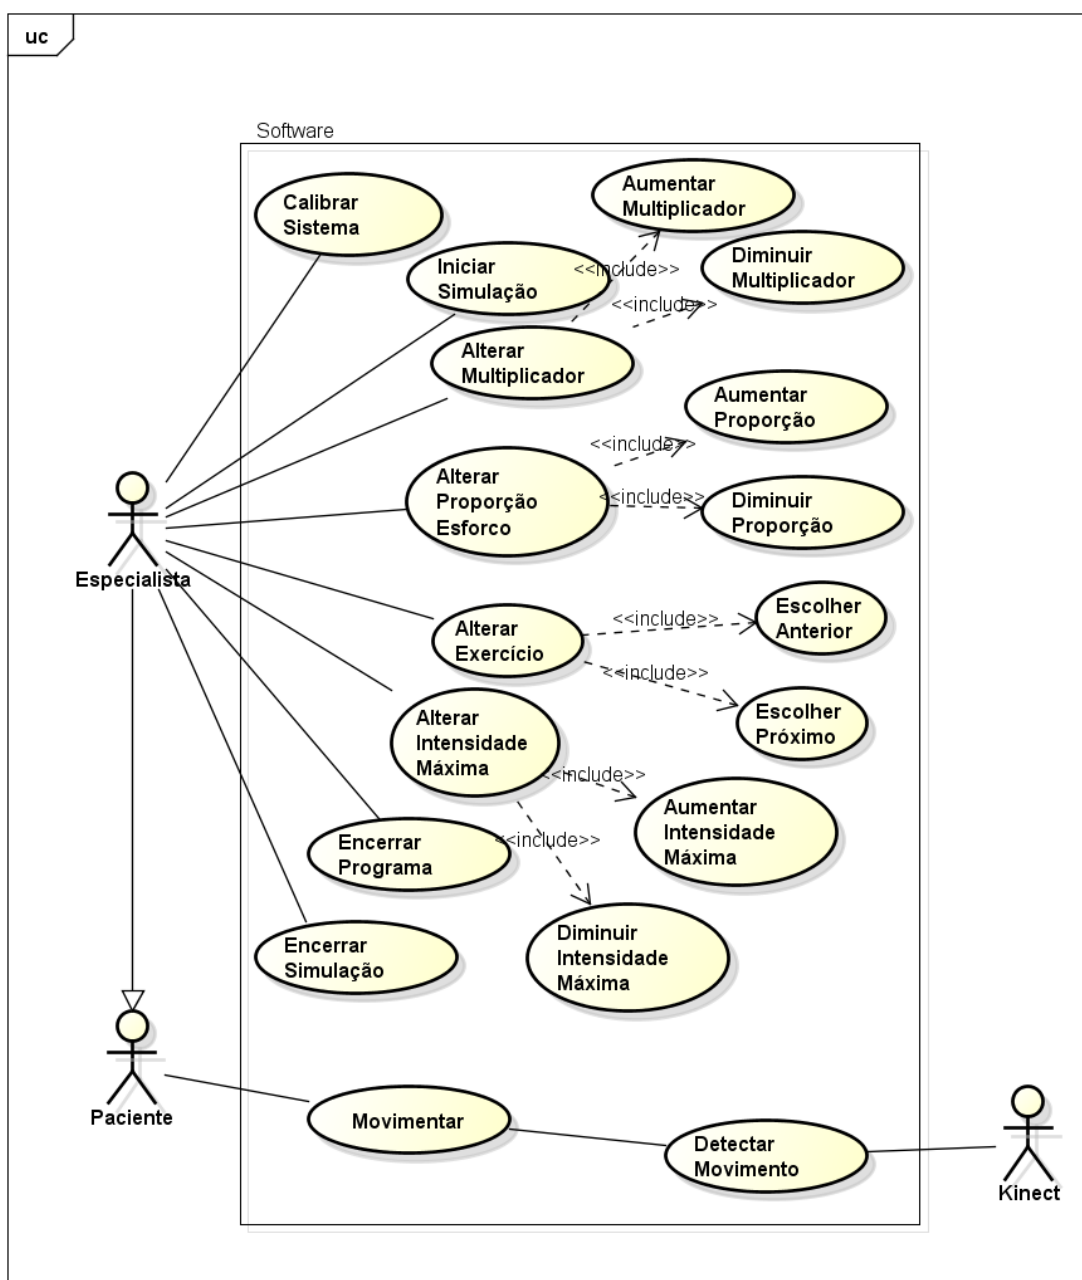 uc
Software
Calibrar
Sistema
Aumentar
Multiplicador
Iniciar
Simulação
<<include>>
Diminuir
Multiplicador
<<include>>
Alterar
Multiplicador
Aumentar
Proporção
<<include>>
Alterar
Proporção
Esforco
<<include>>
Diminuir
Proporção
Especialista
Alterar
Exercício
<<include>>
Escolher
Anterior
<<include>>
Escolher
Próximo
Alterar
Intensidade
Máxima
<<include>>
Aumentar
Intensidade
Máxima
Encerrar
Programa
<<include>>
Encerrar
Simulação
Diminuir
Intensidade
Máxima
Paciente
Movimentar
Detectar
Movimento
Kinect